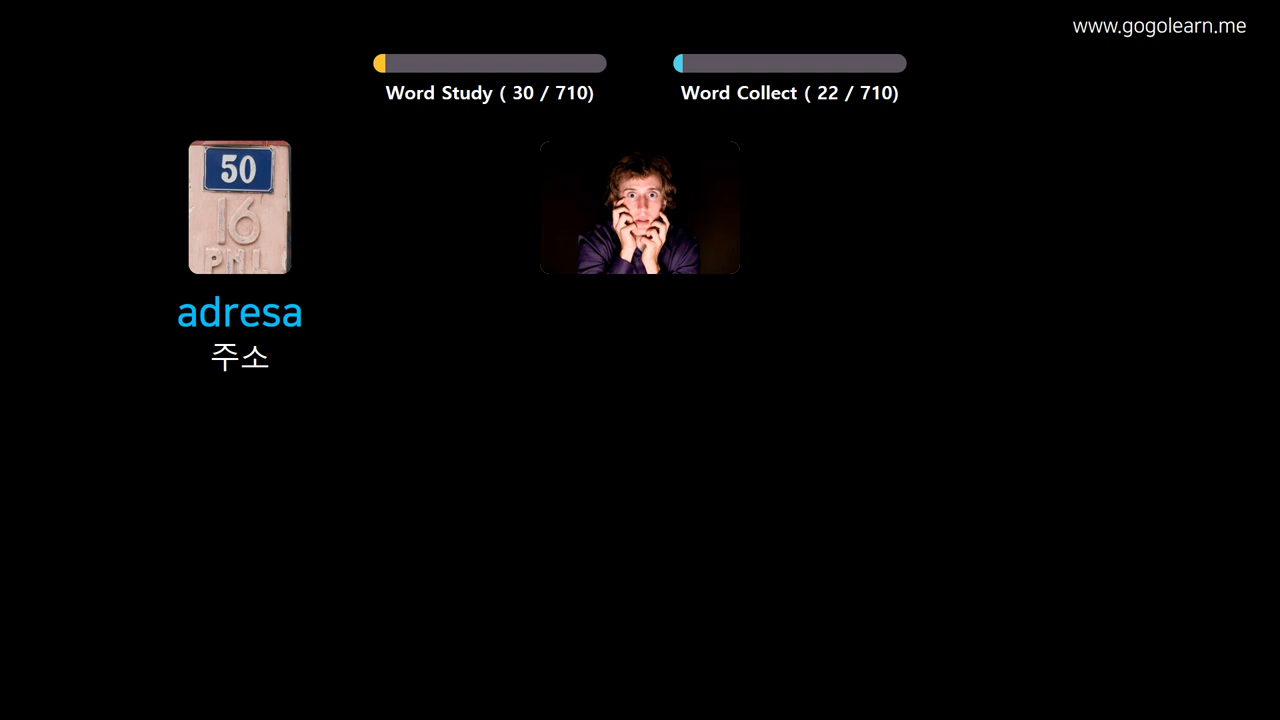 www.gogolearn.me
Word Study ( 30 / 710)
Word Collect ( 22 / 710)
50
16
adresa
주소